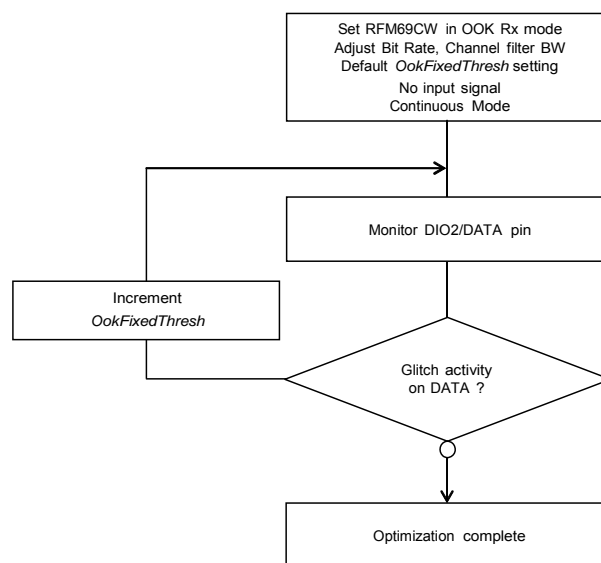 Set RFM69CW in OOK Rx mode
Adjust Bit Rate, Channel filter BW
Default OokFixedThresh setting
No input signal
Continuous Mode
Monitor DIO2/DATA pin
Increment
OokFixedThresh
Glitch activity
on DATA ?
Optimization complete